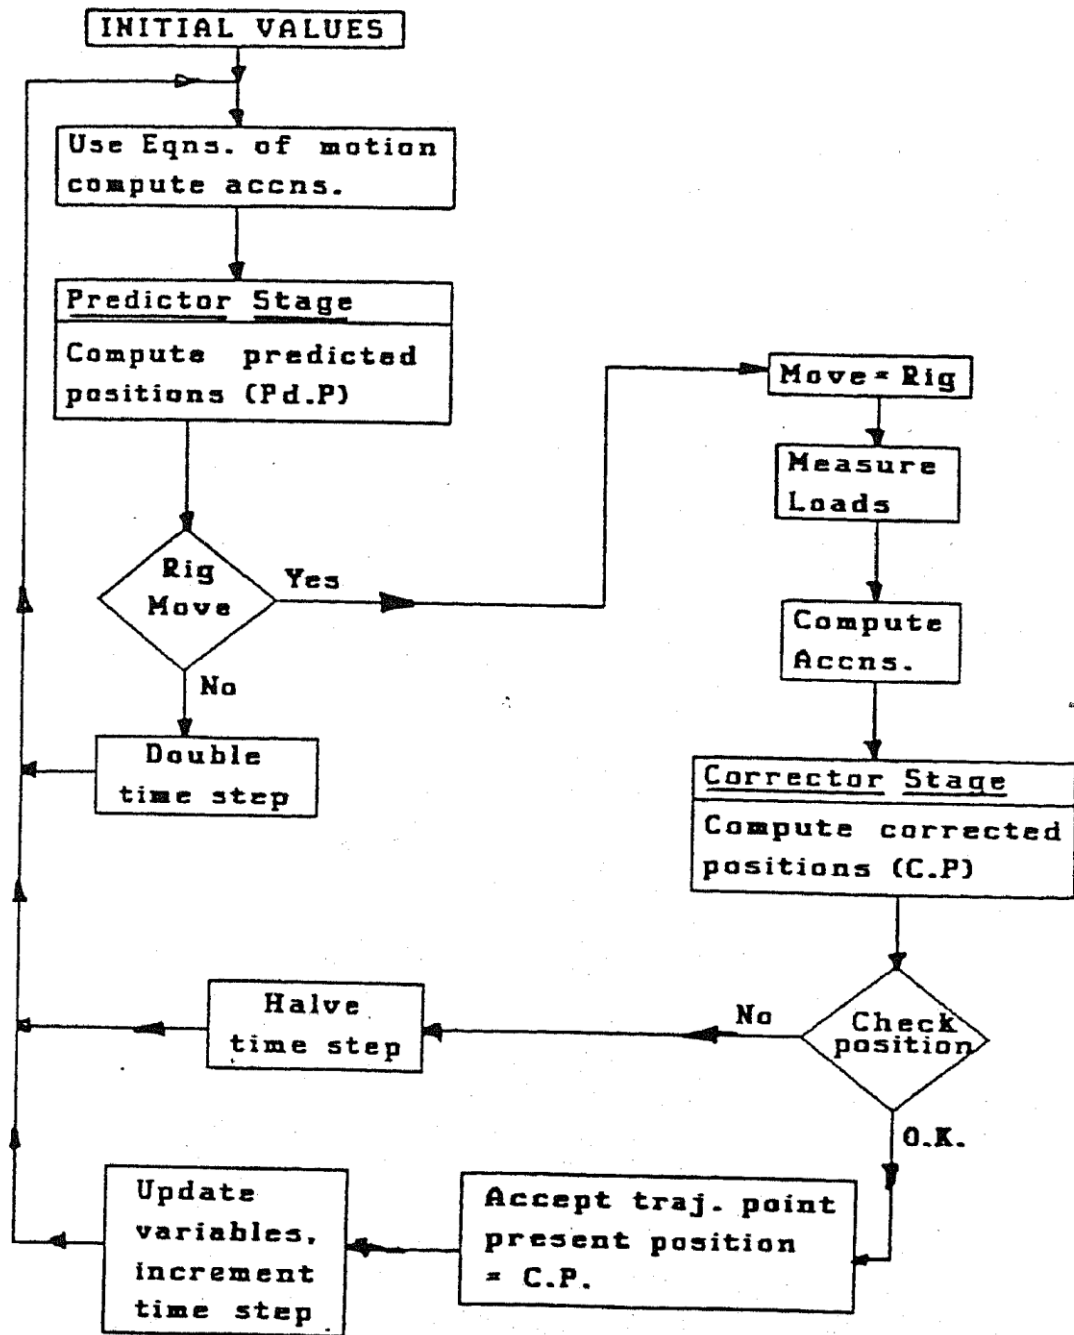 INITIAL VALUES
Use Eqns. of motion
compute accns.
Predictor Stage
Compute predicted
positions (Pd.P)
Rig
Move
Yes
No
Double
time step
Move = Rig
Measure
Loads
Compute
Accns.
Corrector Stage
Compute corrected
positions (C.P)
Check
position
No
Halve
time step
O.K.
Accept traj. point
present position
= C.P.
Update
variables,
increment
time step